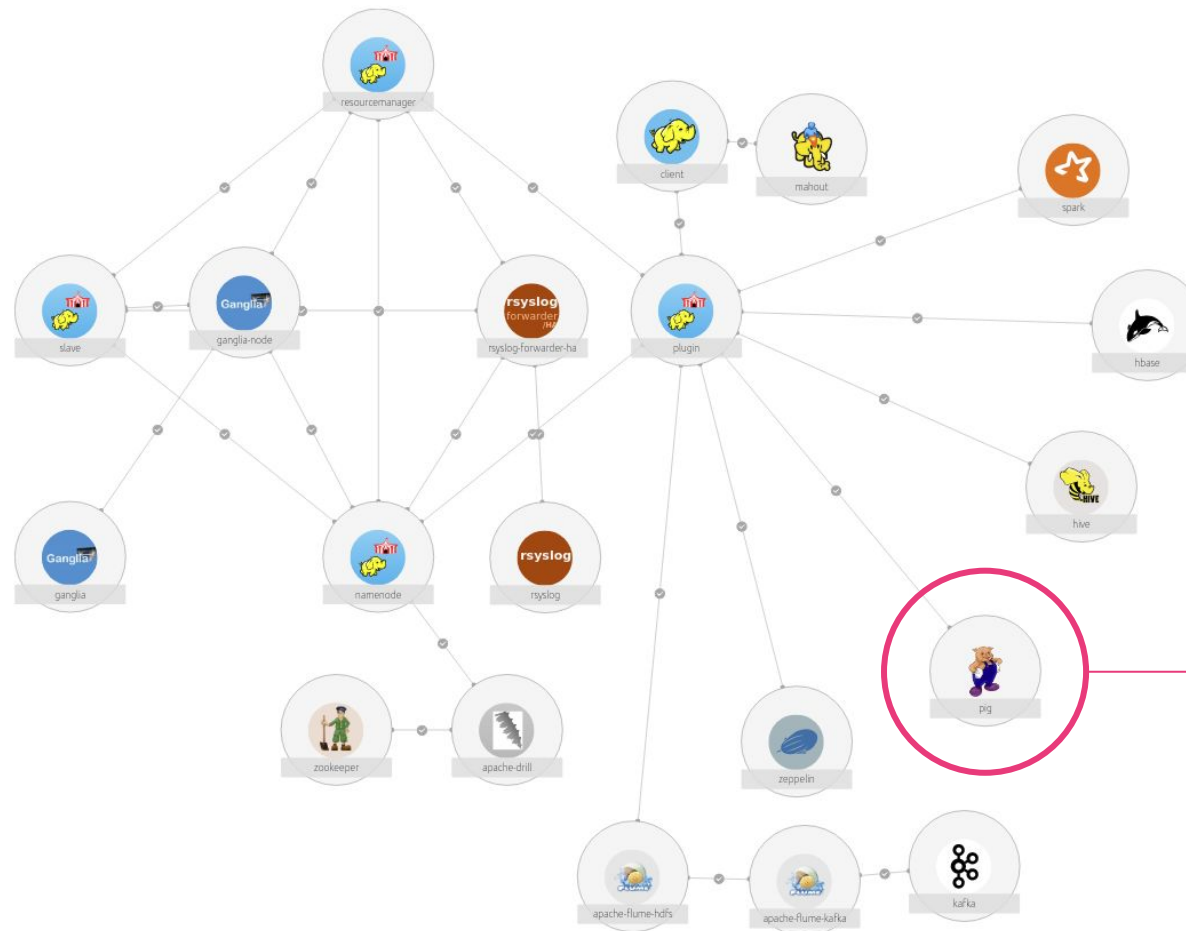 resourcemanager
client
mahout
spark
Ganglia
ganglia-node
slave
rsyslog
forwarder
/HA
rsyslog-forwarder-ha
plugin
hbase
HIVE
hive
Ganglia
ganglia
namenode
rsyslog
rsyslog
pig
zookeeper
apache-drill
zeppelin
apache-flume-hdfs
apache-flume-kafka
kafka